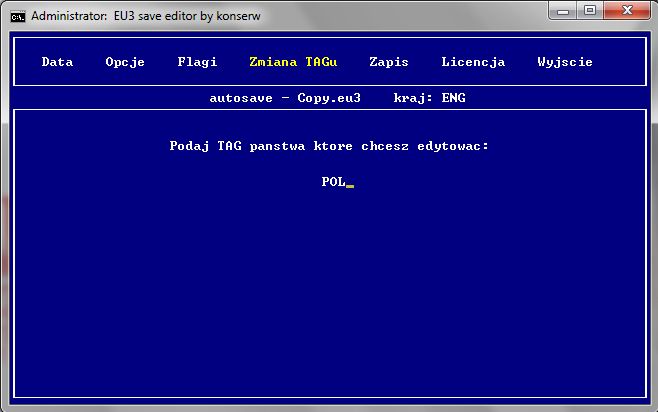 Administrator:  EU3 save editor by konserw
Data Opcje Flagi Zmiana TAGu Zapis Licencja Wyjscie
autosave - Copy.eu3 kraj: ENG
Podaj TAG panstwa ktore chcesz edytowac:
POL_